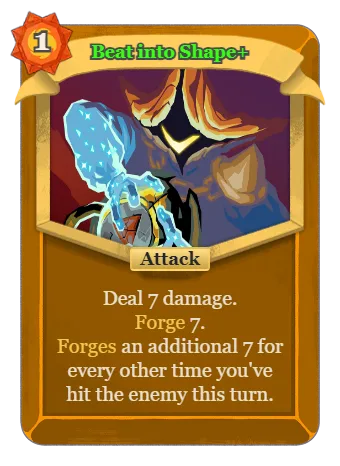 1
Beat into Shape+
Attack
Deal 7 damage.
Forge 7.
Forges an additional 7 for
every other time you've
hit the enemy this turn.